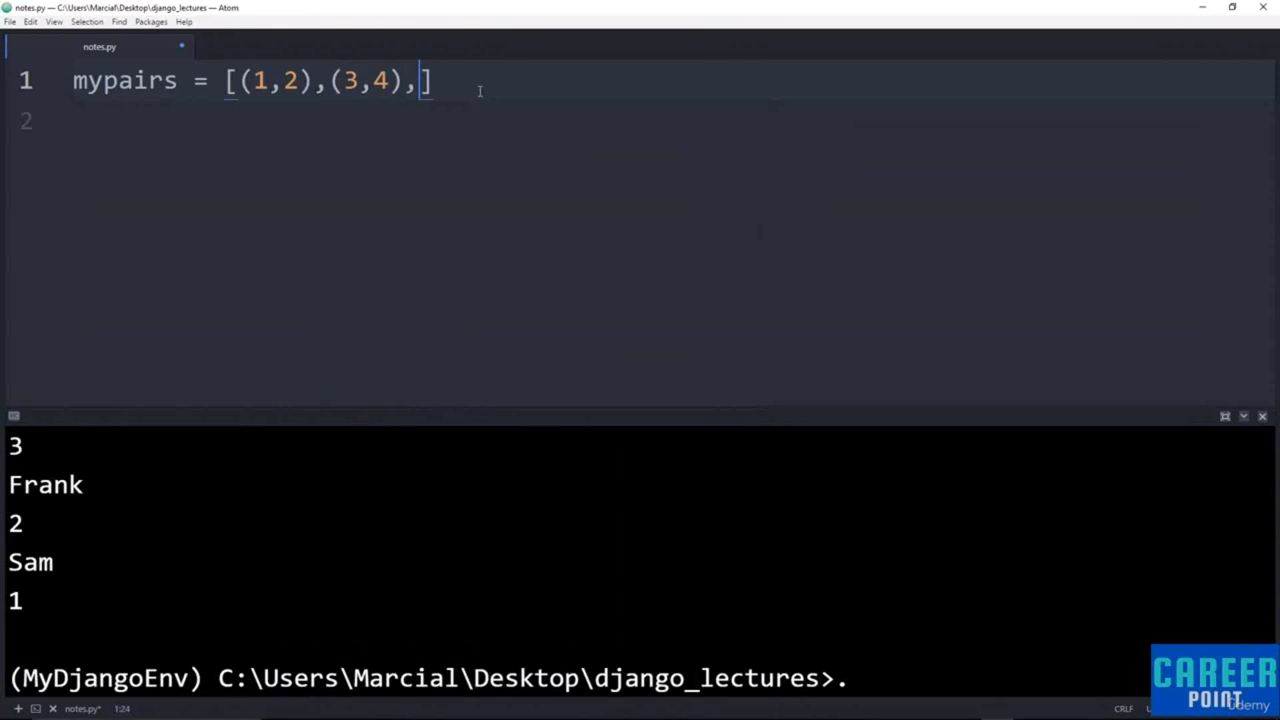 notes.py — C:\Users\Marcial\Desktop\django_lectures — Atom
File Edit View Selection Find Packages Help
notes.py
1 mypairs = [(1,2),(3,4),]
2
3
Frank
2
Sam
1
(MyDjangoEnv) C:\Users\Marcial\Desktop\django_lectures>.
notes.py* 1:24 CRLF
CAREER
POINT
Udemy